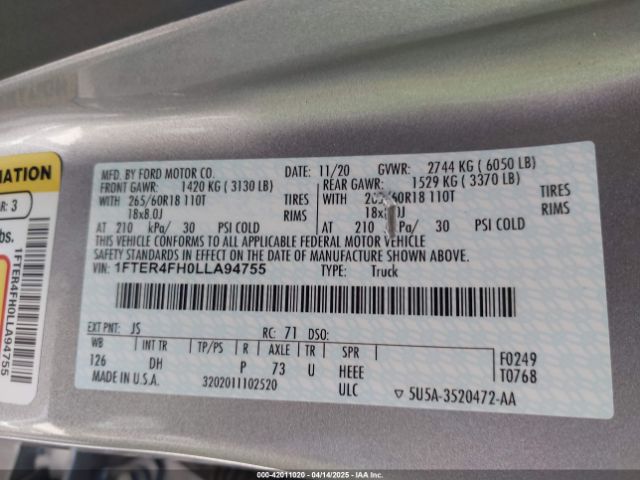 MATION
R: 3
lbs.
1FTER4FH0LLA94755
MFD. BY FORD MOTOR CO.
DATE: 11/20 GVWR: 2744 KG ( 6050 LB)
FRONT GAWR: 1420 KG ( 3130 LB)
REAR GAWR: 1529 KG ( 3370 LB)
WITH 265/60R18 110T TIRES
WITH 265/60R18 110T TIRES
18x8.0J RIMS
18x8.0J RIMS
AT 210 kPa/ 30 PSI COLD
AT 210 kPa/ 30 PSI COLD
THIS VEHICLE CONFORMS TO ALL APPLICABLE FEDERAL MOTOR VEHICLE
SAFETY STANDARDS IN EFFECT ON THE DATE OF MANUFACTURE SHOWN ABOVE.
VIN: 1FTER4FH0LLA94755 TYPE: Truck
EXT PNT: JS RC: 71 DSO:
WB INT TR TP/PS R AXLE TR SPR
126 DH P 73 U HEEE
F0249
T0768
MADE IN U.S.A. 3202011102520 ULC ▽ 5U5A-3520472-AA
000-42011020 - 04/14/2025 - IAAI, Inc.